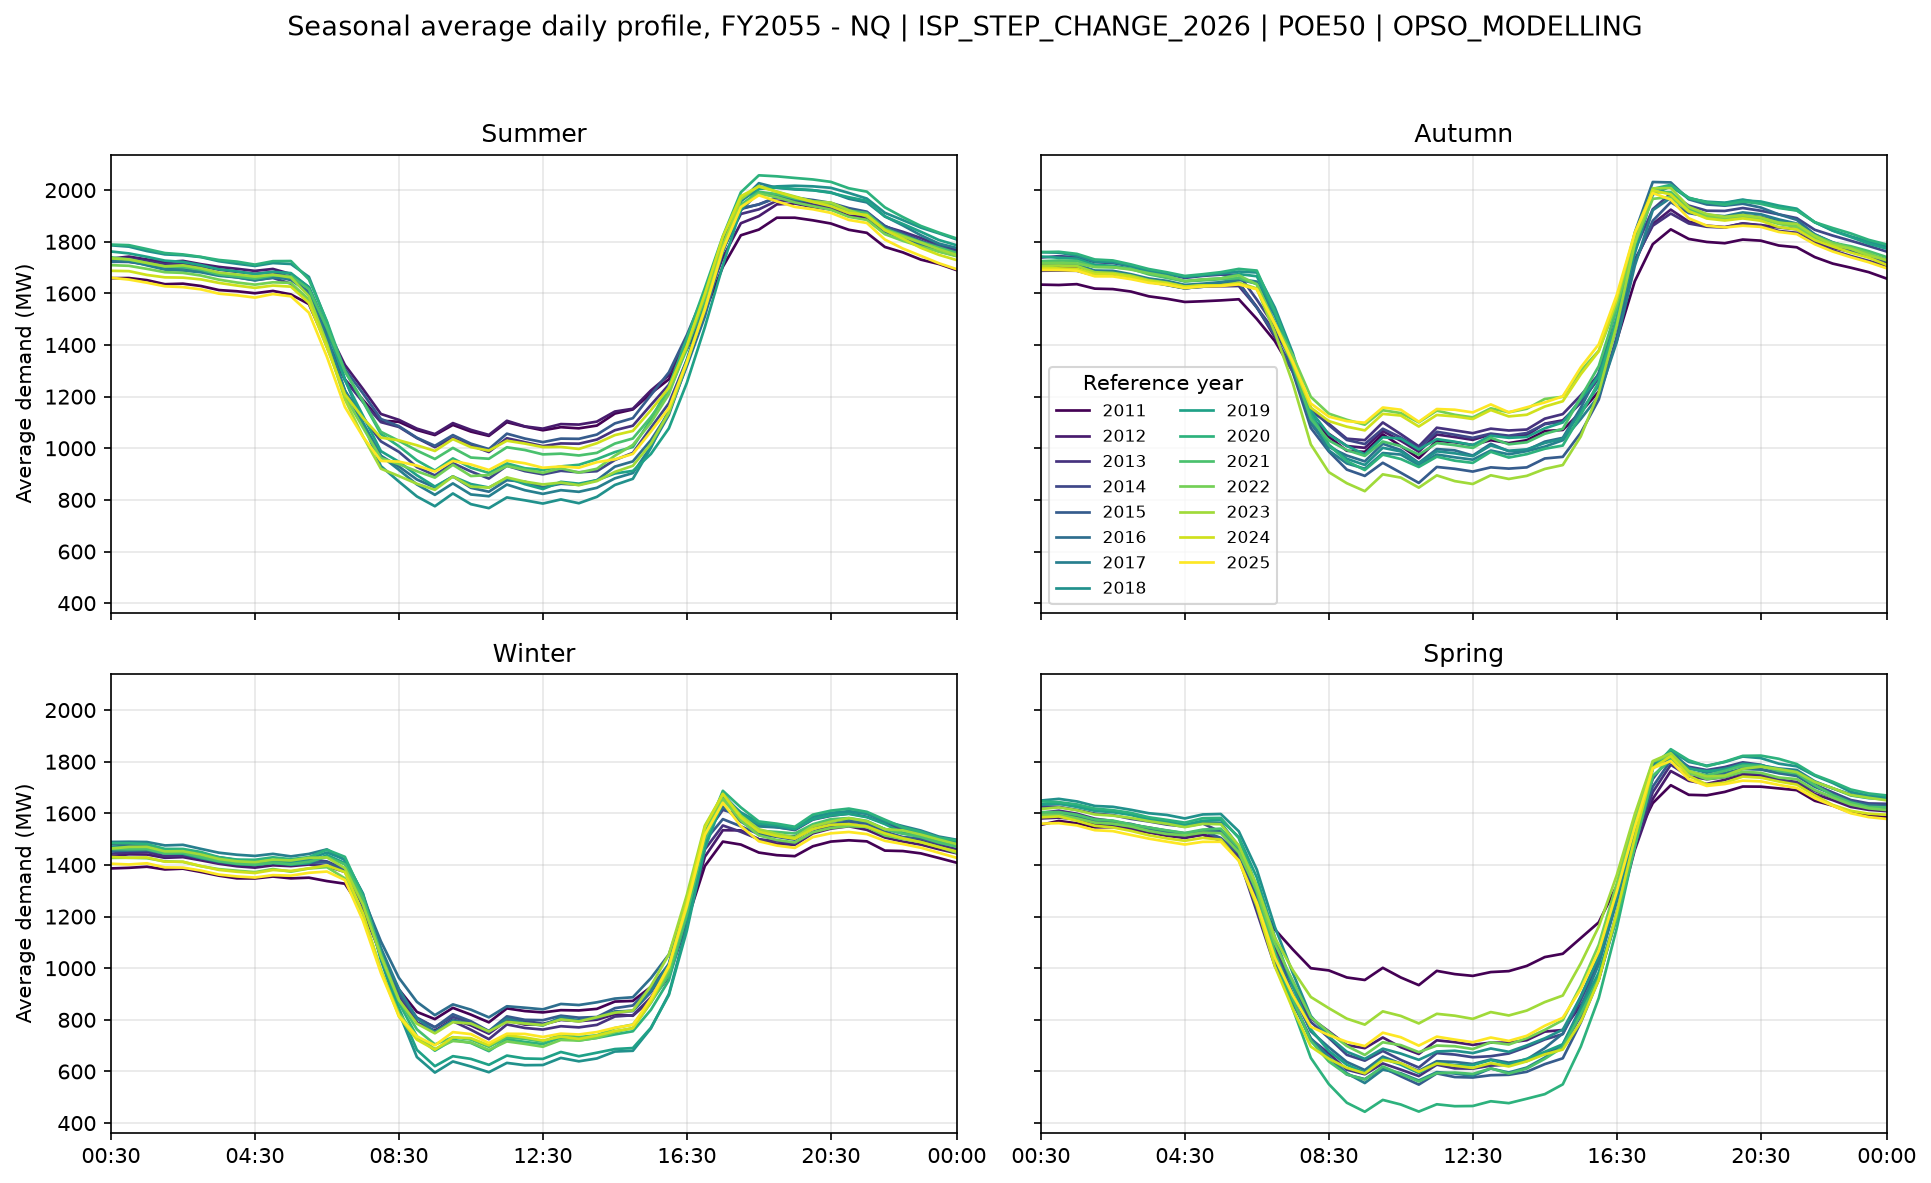 Seasonal average daily profile, FY2055 - NQ | ISP_STEP_CHANGE_2026 | POE50 | OPSO_MODELLING
Summer
Average demand (MW)
2000
1800
1600
1400
1200
1000
800
600
400
Autumn
Reference year
2011 2019
2012 2020
2013 2021
2014 2022
2015 2023
2016 2024
2017 2025
2018
Winter
Average demand (MW)
2000
1800
1600
1400
1200
1000
800
600
400
00:30 04:30 08:30 12:30 16:30 20:30 00:00
Spring
00:30 04:30 08:30 12:30 16:30 20:30 00:00